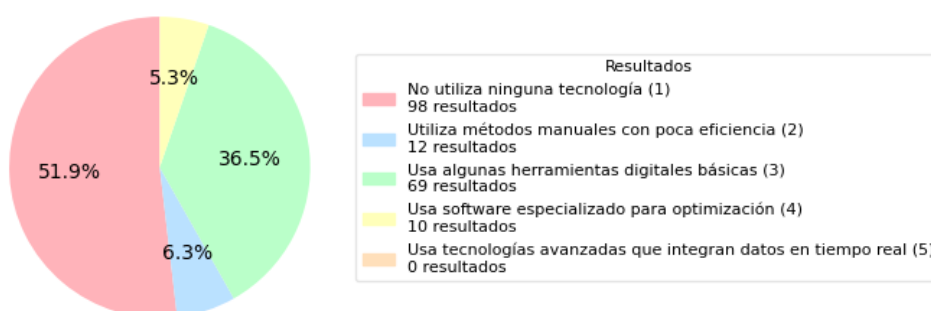 5.3%
36.5%
51.9%
6.3%
Resultados
No utiliza ninguna tecnología (1)
98 resultados
Utiliza métodos manuales con poca eficiencia (2)
12 resultados
Usa algunas herramientas digitales básicas (3)
69 resultados
Usa software especializado para optimización (4)
10 resultados
Usa tecnologías avanzadas que integran datos en tiempo real (5)
0 resultados